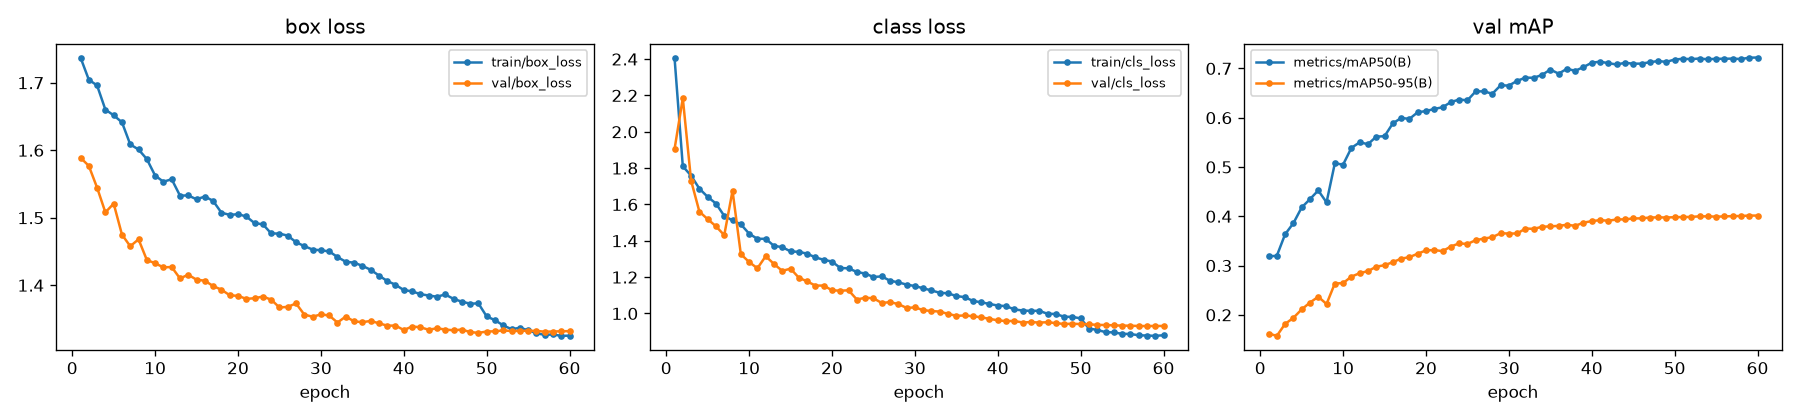 box loss
train/box_loss
val/box_loss
1.7
1.6
1.5
1.4
0 10 20 30 40 50 60
epoch
class loss
train/cls_loss
val/cls_loss
2.4
2.2
2.0
1.8
1.6
1.4
1.2
1.0
0 10 20 30 40 50 60
epoch
val mAP
metrics/mAP50(B)
metrics/mAP50-95(B)
0.7
0.6
0.5
0.4
0.3
0.2
0 10 20 30 40 50 60
epoch